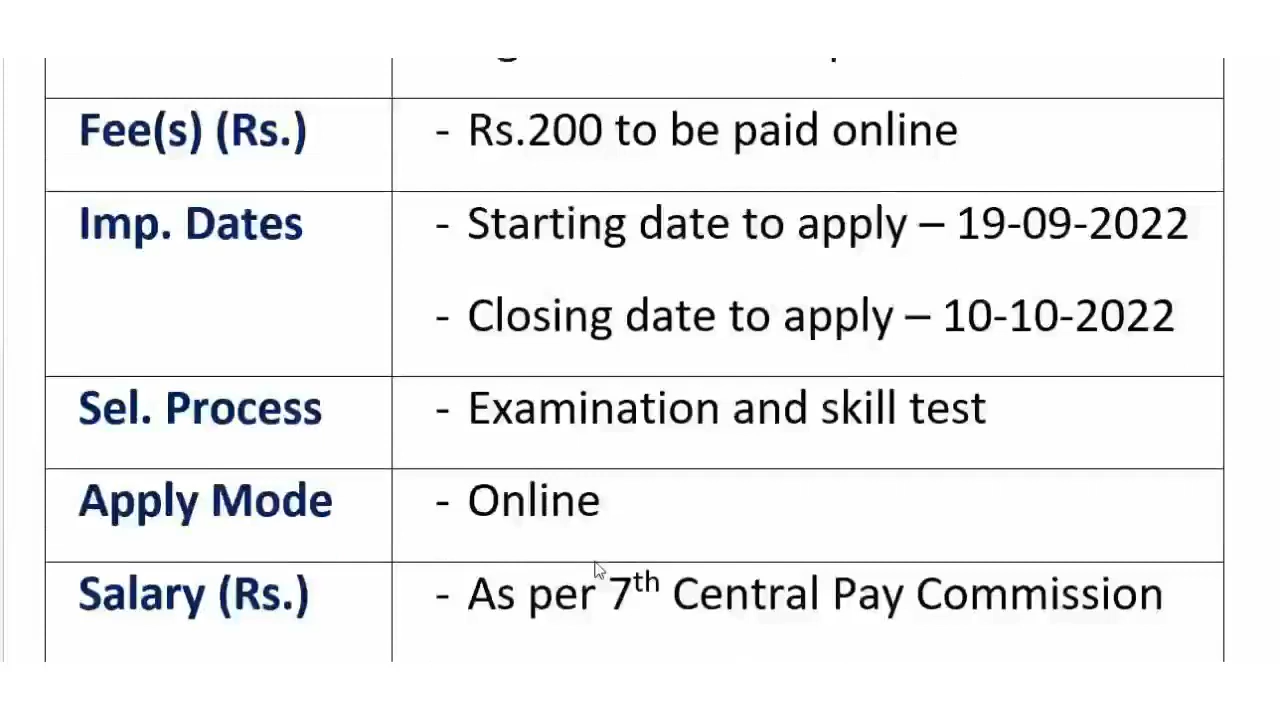 Fee(s) (Rs.)
- Rs.200 to be paid online
Imp. Dates
- Starting date to apply – 19-09-2022
- Closing date to apply – 10-10-2022
Sel. Process
- Examination and skill test
Apply Mode
- Online
Salary (Rs.)
- As per 7th Central Pay Commission